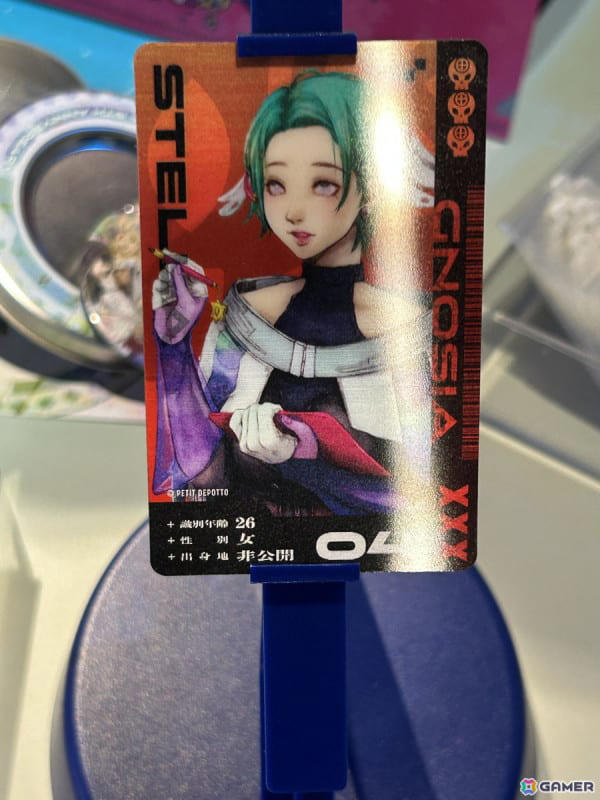 STEL
GNOSIA
XYY
© PETIT DEPOTTO
+ 識別年齢 26
+ 性 別 女
+ 出身地 非公開
04
GAMER